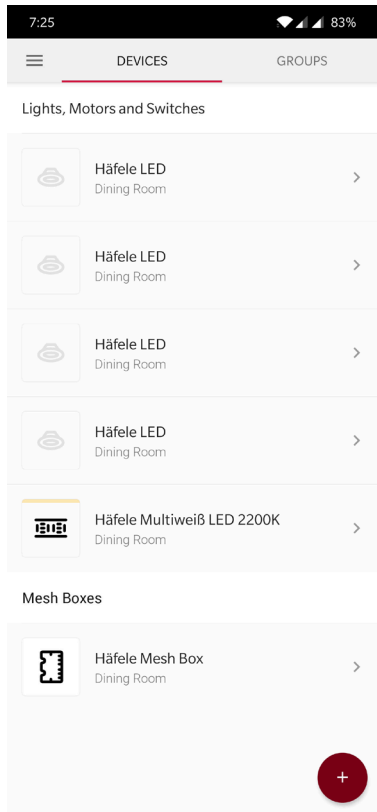 7:25
83%
DEVICES
GROUPS
Lights, Motors and Switches
Häfele LED
Dining Room
Häfele LED
Dining Room
Häfele LED
Dining Room
Häfele LED
Dining Room
Häfele Multiweiß LED 2200K
Dining Room
Mesh Boxes
Häfele Mesh Box
Dining Room
+